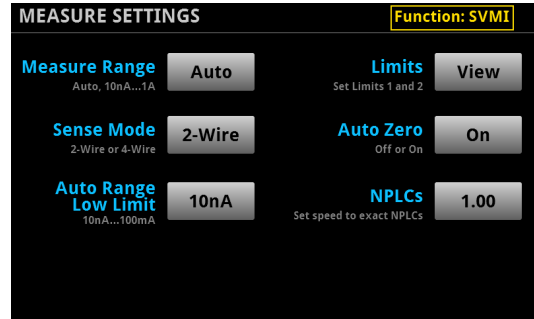 MEASURE SETTINGS
Function: SVMI
Measure Range
Auto, 10nA...1A
Auto
Limits
Set Limits 1 and 2
View
Sense Mode
2-Wire or 4-Wire
2-Wire
Auto Zero
Off or On
On
Auto Range
Low Limit
10nA...100mA
10nA
NPLCs
Set speed to exact NPLCs
1.00